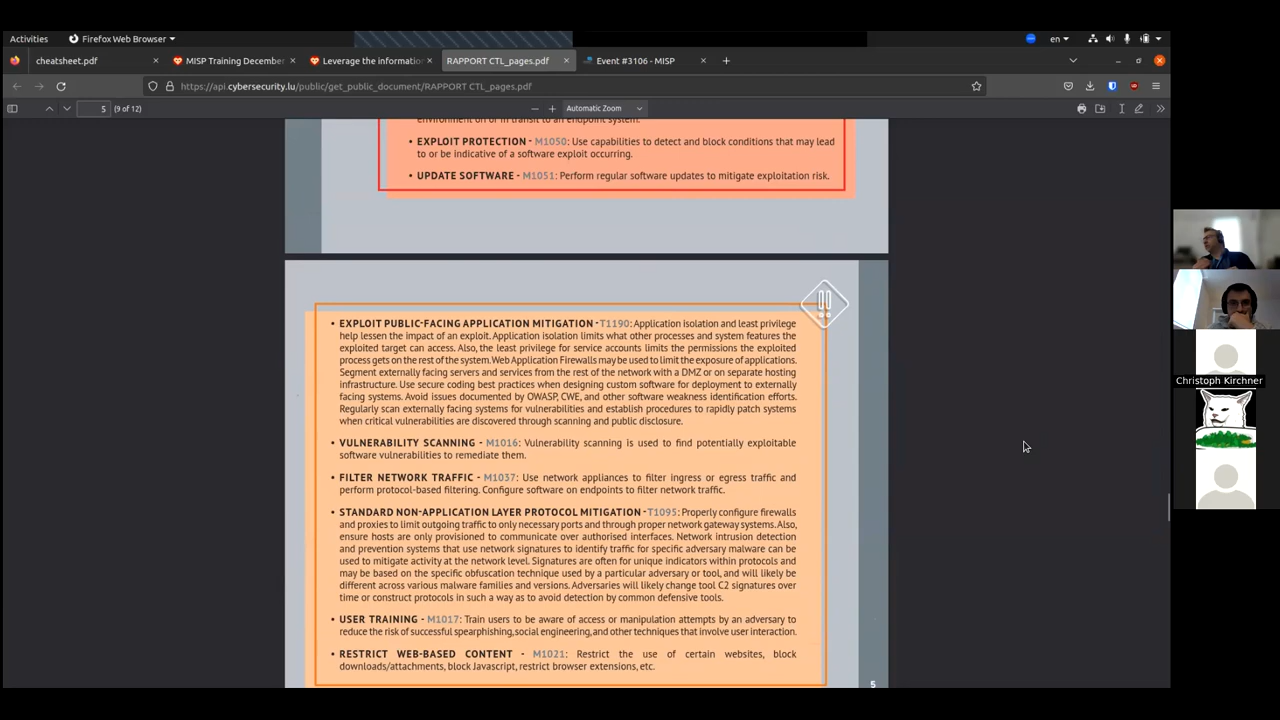 Activities
Firefox Web Browser
en
cheatsheet.pdf
MISP Training December
Leverage the informatio
RAPPORT CTL_pages.pdf
Event #3106 - MISP
https://api.cybersecurity.lu/public/get_public_document/RAPPORT CTL_pages.pdf
5 (9 of 12)
Automatic Zoom
environment on or in transit to an endpoint system.
• EXPLOIT PROTECTION - M1050: Use capabilities to detect and block conditions that may lead
to or be indicative of a software exploit occurring.
• UPDATE SOFTWARE - M1051: Perform regular software updates to mitigate exploitation risk.
• EXPLOIT PUBLIC-FACING APPLICATION MITIGATION - T1190: Application isolation and least privilege
help lessen the impact of an exploit. Application isolation limits what other processes and system features the
exploited target can access. Also, the least privilege for service accounts limits the permissions the exploited
process gets on the rest of the system. Web Application Firewalls may be used to limit the exposure of applications.
Segment externally facing servers and services from the rest of the network with a DMZ or on separate hosting
infrastructure. Use secure coding best practices when designing custom software for deployment to externally
facing systems. Avoid issues documented by OWASP, CWE, and other software weakness identification efforts.
Regularly scan externally facing systems for vulnerabilities and establish procedures to rapidly patch systems
when critical vulnerabilities are discovered through scanning and public disclosure.
• VULNERABILITY SCANNING - M1016: Vulnerability scanning is used to find potentially exploitable
software vulnerabilities to remediate them.
• FILTER NETWORK TRAFFIC - M1037: Use network appliances to filter ingress or egress traffic and
perform protocol-based filtering. Configure software on endpoints to filter network traffic.
• STANDARD NON-APPLICATION LAYER PROTOCOL MITIGATION - T1095: Properly configure firewalls
and proxies to limit outgoing traffic to only necessary ports and through proper network gateway systems. Also,
ensure hosts are only provisioned to communicate over authorised interfaces. Network intrusion detection
and prevention systems that use network signatures to identify traffic for specific adversary malware can be
used to mitigate activity at the network level. Signatures are often for unique indicators within protocols and
may be based on the specific obfuscation technique used by a particular adversary or tool, and will likely be
different across various malware families and versions. Adversaries will likely change tool C2 signatures over
time or construct protocols in such a way as to avoid detection by common defensive tools.
• USER TRAINING - M1017: Train users to be aware of access or manipulation attempts by an adversary to
reduce the risk of successful spearphishing, social engineering, and other techniques that involve user interaction.
• RESTRICT WEB-BASED CONTENT - M1021: Restrict the use of certain websites, block
downloads/attachments, block Javascript, restrict browser extensions, etc.
5
Christoph Kirchner